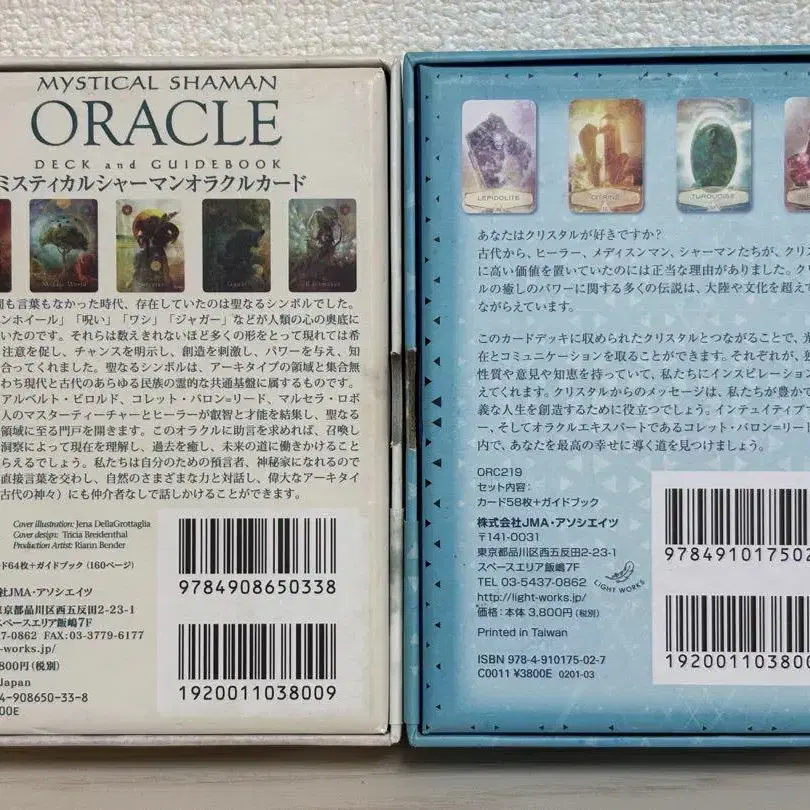 MYSTICAL SHAMAN
ORACLE
DECK and GUIDEBOOK
ミスティカルシャーマンオラクルカード
Middle World
も言葉もなかった時代、存在していたのは聖なるシンボルでした。
ンホイール」「呪い」「ワシ」「ジャガー」などが人類の心の奥底に
いたのです。それらは数えきれないほど多くの形をとって現れては希
注意を促し、チャンスを明示し、創造を刺激し、パワーを与え、知
合ってくれました。聖なるシンボルは、アーキタイプの領域と集合無
わち現代と古代のあらゆる民族の霊的な共通基盤に属するものです。
アルベルト・ビロルド、コレット・バロン=リード、マルセラ・ロボ
人のマスターティーチャーとヒーラーが叡智と才能を結集し、聖なる
領域に至る門戸を開きます。このオラクルに助言を求めれば、召喚し
洞察によって現在を理解し、過去を癒し、未来の道に働きかけること
らえるでしょう。私たちは自分のための預言者、神秘家になれるので
直接言葉を交わし、自然のさまざまな力と対話し、偉大なアーキタイ
古代の神々）にも仲介者なしで話しかけることができます。
Cover illustration: Jena DellaGrottaglia
Cover design: Tricia Breidenthal
Production Artist: Riann Bender
ド64枚+ガイドブック（160ページ）
社JMA・アソシエイツ
東京都品川区西五反田2-23-1
スペースエリア飯嶋7F
7-0862 FAX:03-3779-6177
-works.jp/
800円(税別)
Japan
4-908650-33-8
00E
9784908650338
1920011038009
LEPIDOLITE
CITRINE
TURQUOISE
あなたはクリスタルが好きですか?
古代から、ヒーラー、メディスンマン、シャーマンたちが、クリス
に高い価値を置いていたのには正当な理由がありました。ク
ルの癒しのパワーに関する多くの伝説は、大陸や文化を超えて
ながらえています。
このカードデッキに収められたクリスタルとつながることで、光
在とコミュニケーションを取ることができます。それぞれが、独
性質や意見や知恵を持っていて、私たちにインスピレーション
えてくれます。クリスタルからのメッセージは、私たちが豊かで
義な人生を創造するために役立つでしょう。インテュイティブ
ー、そしてオラクルエキスパートであるコレット・バロン=リード
内で、あなたを最高の幸せに導く道を見つけましょう。
ORC219
セット内容:
カード58枚+ガイドブック
株式会社JMA・アソシエイツ
〒141-0031
東京都品川区西五反田2-23-1
スペースエリア飯嶋7F
TEL 03-5437-0862
http://light-works.jp/
価格:本体 3,800円(税別)
Printed in Taiwan
LIGHT WORKS
ISBN 978-4-910175-02-7
C0011 ¥3800E 0201-03
978491017502
192001103800